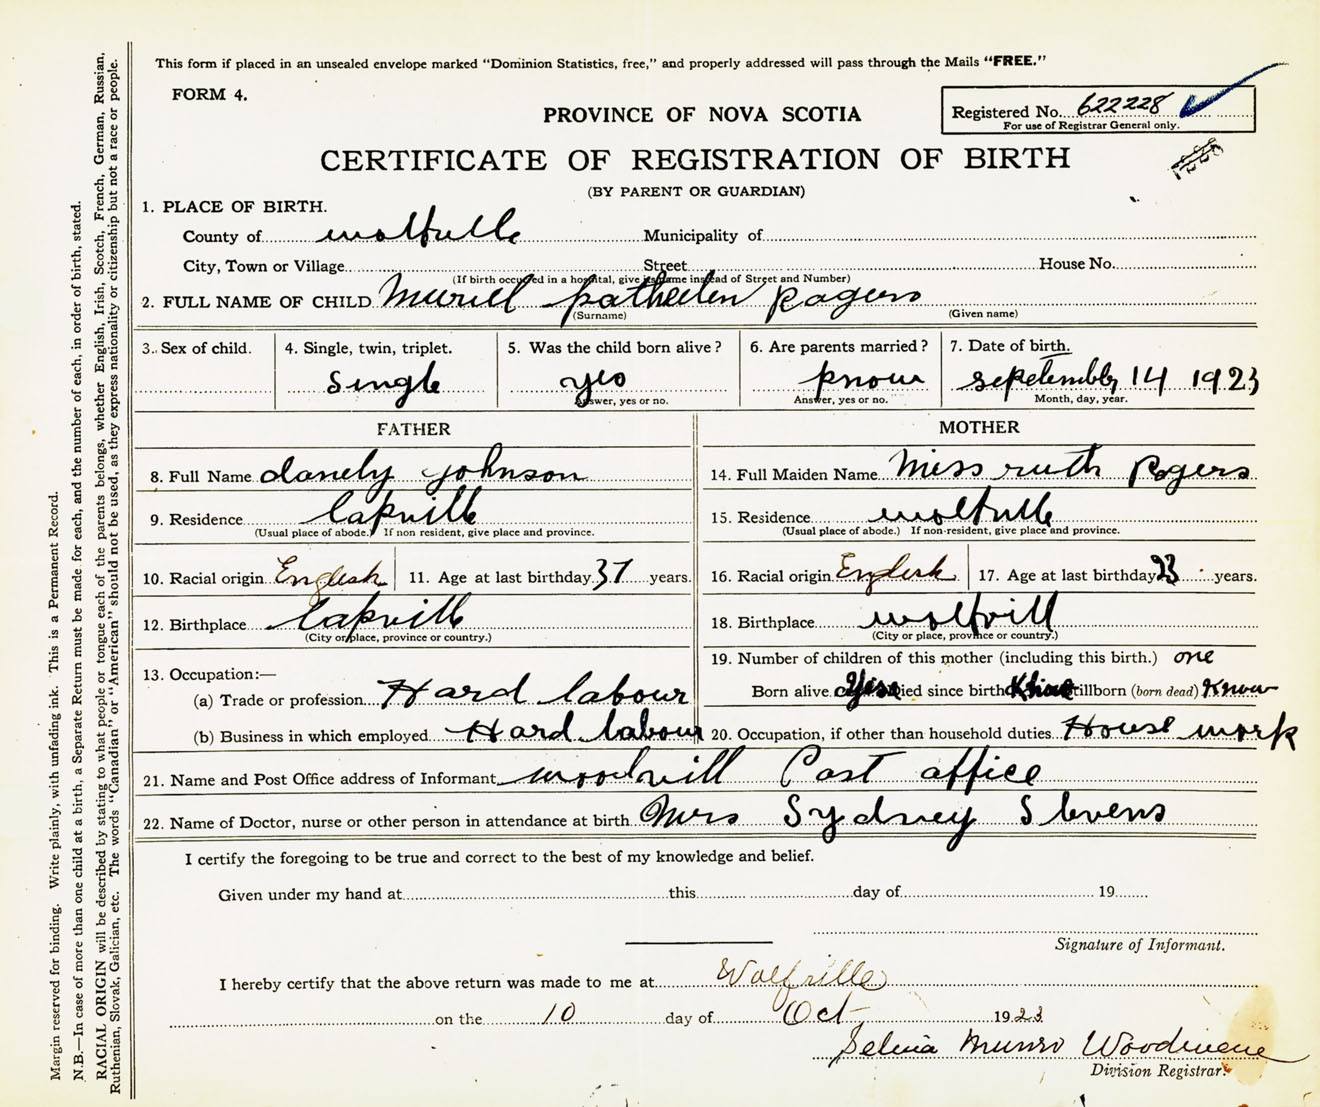 This form if placed in an unsealed envelope marked "Dominion Statistics, free," and properly addressed will pass through the Mails "FREE."
FORM 4.
Registered No. 622228
For use of Registrar General only.
PROVINCE OF NOVA SCOTIA
CERTIFICATE OF REGISTRATION OF BIRTH
(BY PARENT OR GUARDIAN)
1. PLACE OF BIRTH.
County of wolfville Municipality of
City, Town or Village Street House No.
(If birth occurred in a hospital, give its name instead of Street and Number)
2. FULL NAME OF CHILD Muriell katheelen Rogers
(Surname) (Given name)
3. Sex of child. 4. Single, twin, triplet. 5. Was the child born alive? 6. Are parents married? 7. Date of birth.
single yes know September 14 1923
Answer, yes or no. Answer, yes or no. Month, day, year.
FATHER MOTHER
8. Full Name danely Johnson 14. Full Maiden Name Miss ruth Rogers
9. Residence lakville 15. Residence wolfville
(Usual place of abode.) If non resident, give place and province. (Usual place of abode.) If non-resident, give place and province.
10. Racial origin English 11. Age at last birthday 37 years. 16. Racial origin English 17. Age at last birthday 23 years.
12. Birthplace lakvill 18. Birthplace wolfvill
(City or place, province or country.) (City or place, province or country.)
13. Occupation:— 19. Number of children of this mother (including this birth.) one
(a) Trade or profession Hard labour Born alive died since birth stillborn (born dead) Know
(b) Business in which employed Hard labour 20. Occupation, if other than household duties House work
21. Name and Post Office address of Informant woodvill Post office
22. Name of Doctor, nurse or other person in attendance at birth Mrs Sydney Stevens
I certify the foregoing to be true and correct to the best of my knowledge and belief.
Given under my hand at this day of 19
Signature of Informant.
I hereby certify that the above return was made to me at Wolfville
on the 10 day of Oct 1923
Selina Munro
Division Registrar.
Margin reserved for binding. Write plainly, with unfading ink. This is a Permanent Record.
N.B.—In case of more than one child at a birth, a Separate Return must be made for each, and the number of each, in order of birth, stated.
RACIAL ORIGIN will be described by stating to what people or tongue each of the parents belongs, whether English, Irish, Scotch, French, German, Russian,
Ruthenian, Slovak, Galician, etc. The words "Canadian" or "American" should not be used, as they express nationality or citizenship but not a race or people.